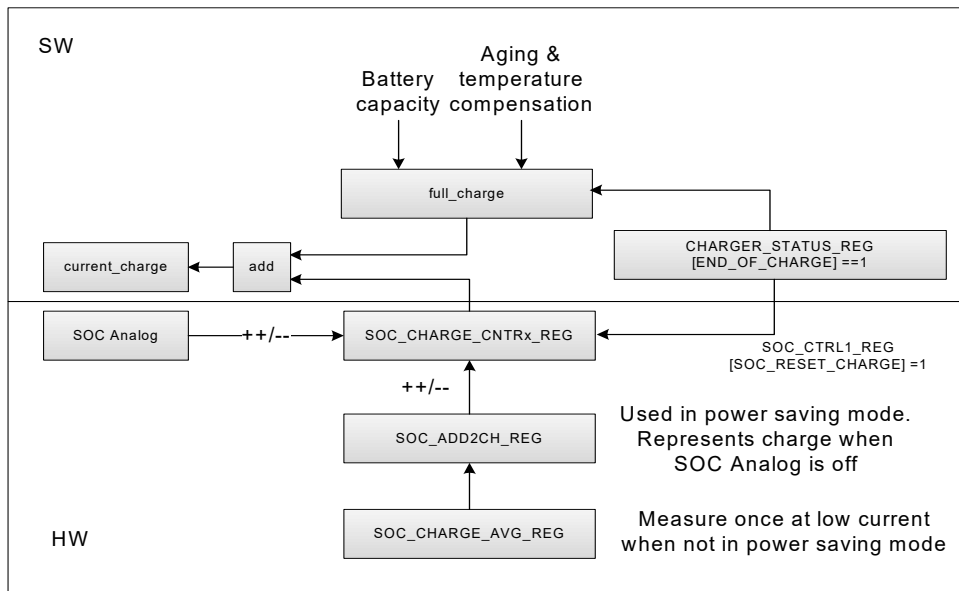 SW
Aging &
temperature
compensation
Battery
capacity
full_charge
CHARGER_STATUS_REG
[END_OF_CHARGE] ==1
current_charge
add
SOC Analog
++/--
SOC_CHARGE_CNTRx_REG
SOC_CTRL1_REG
[SOC_RESET_CHARGE] =1
++/--
SOC_ADD2CH_REG
Used in power saving mode.
Represents charge when
SOC Analog is off
SOC_CHARGE_AVG_REG
Measure once at low current
when not in power saving mode
HW